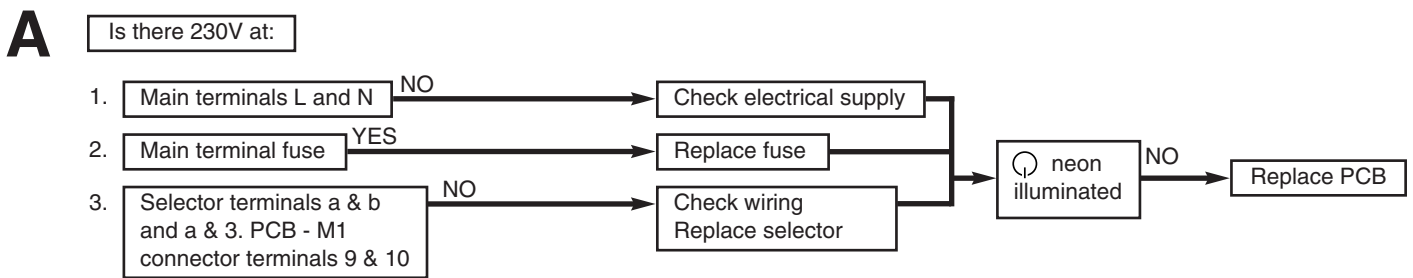 A
Is there 230V at:
1. Main terminals L and N
NO
Check electrical supply
2. Main terminal fuse
YES
Replace fuse
3. Selector terminals a & b
and a & 3. PCB - M1
connector terminals 9 & 10
NO
Check wiring
Replace selector
neon
illuminated
NO
Replace PCB